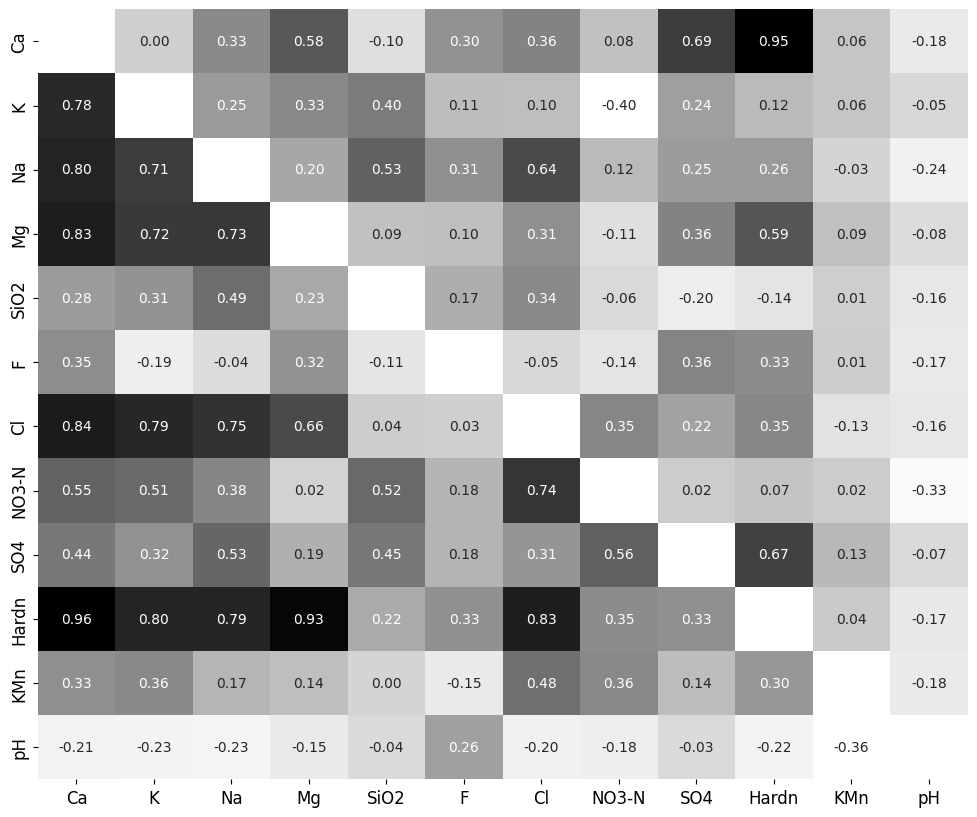 Ca 0.00 0.33 0.58 -0.10 0.30 0.36 0.08 0.69 0.95 0.06 -0.18
K 0.78 0.25 0.33 0.40 0.11 0.10 -0.40 0.24 0.12 0.06 -0.05
Na 0.80 0.71 0.20 0.53 0.31 0.64 0.12 0.25 0.26 -0.03 -0.24
Mg 0.83 0.72 0.73 0.09 0.10 0.31 -0.11 0.36 0.59 0.09 -0.08
SiO2 0.28 0.31 0.49 0.23 0.17 0.34 -0.06 -0.20 -0.14 0.01 -0.16
F 0.35 -0.19 -0.04 0.32 -0.11 -0.05 -0.14 0.36 0.33 0.01 -0.17
Cl 0.84 0.79 0.75 0.66 0.04 0.03 0.35 0.22 0.35 -0.13 -0.16
NO3-N 0.55 0.51 0.38 0.02 0.52 0.18 0.74 0.02 0.07 0.02 -0.33
SO4 0.44 0.32 0.53 0.19 0.45 0.18 0.31 0.56 0.67 0.13 -0.07
Hardn 0.96 0.80 0.79 0.93 0.22 0.33 0.83 0.35 0.33 0.04 -0.17
KMn 0.33 0.36 0.17 0.14 0.00 -0.15 0.48 0.36 0.14 0.30 -0.18
pH -0.21 -0.23 -0.23 -0.15 -0.04 0.26 -0.20 -0.18 -0.03 -0.22 -0.36
Ca K Na Mg SiO2 F Cl NO3-N SO4 Hardn KMn pH